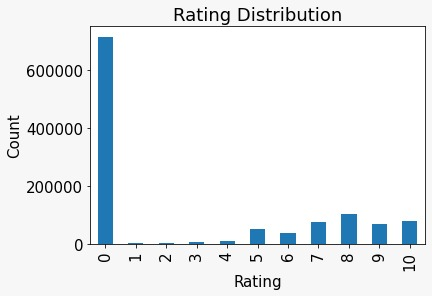 Rating Distribution
Count
600000
400000
200000
0
0 1 2 3 4 5 6 7 8 9 10
Rating